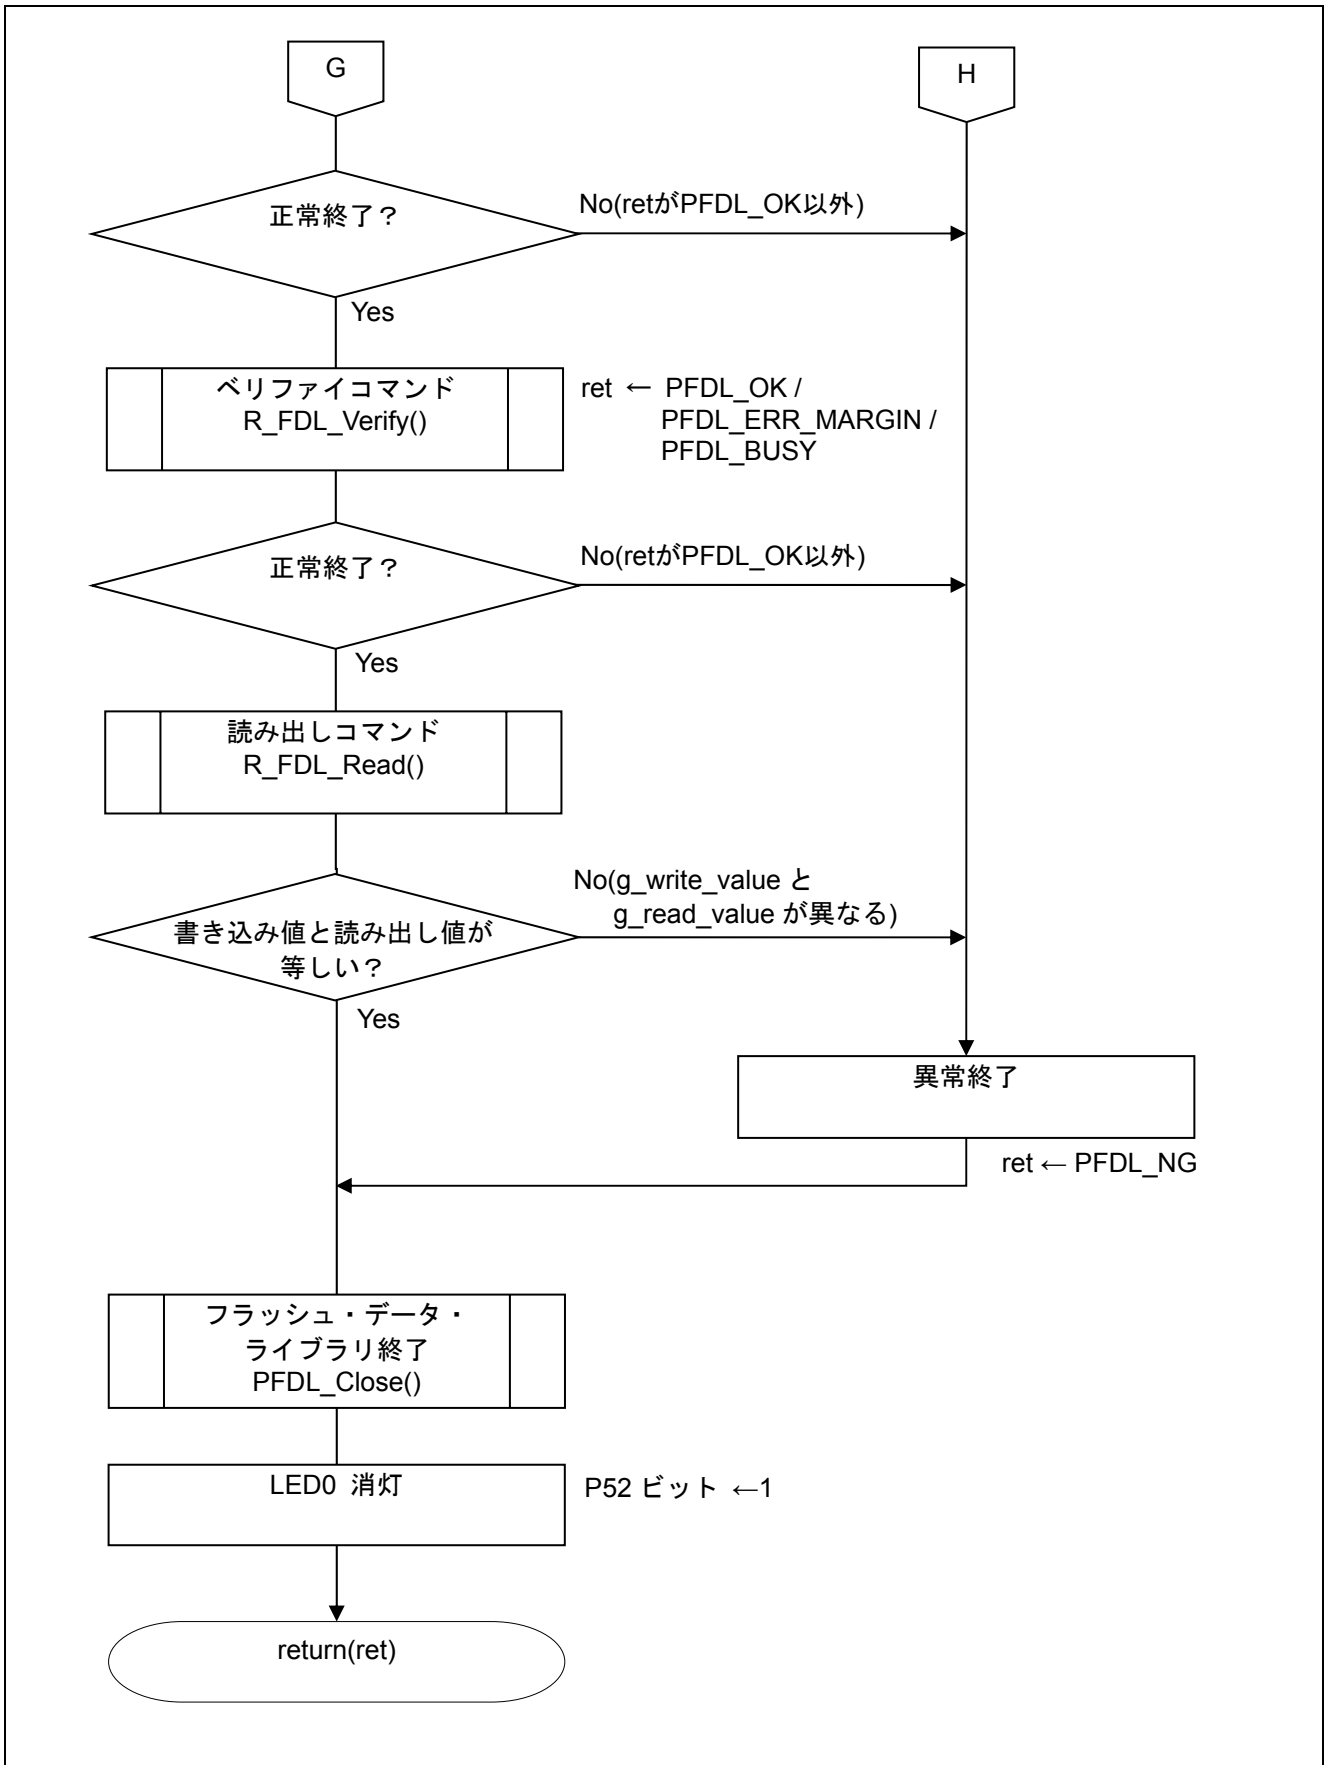 G
H
正常終了？
No(retがPFDL_OK以外)
Yes
ベリファイコマンド
R_FDL_Verify()
ret ← PFDL_OK /
PFDL_ERR_MARGIN /
PFDL_BUSY
正常終了？
No(retがPFDL_OK以外)
Yes
読み出しコマンド
R_FDL_Read()
No(g_write_value と
g_read_value が異なる)
書き込み値と読み出し値が
等しい？
Yes
異常終了
ret ← PFDL_NG
フラッシュ・データ・
ライブラリ終了
PFDL_Close()
LED0 消灯
P52 ビット ←1
return(ret)